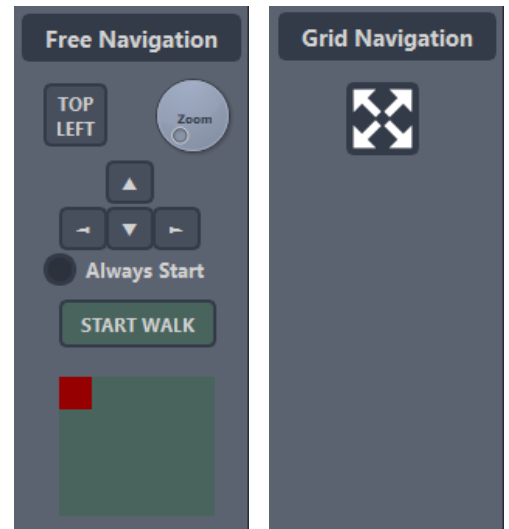 Free Navigation
TOP
LEFT
Zoom
Always Start
START WALK
Grid Navigation